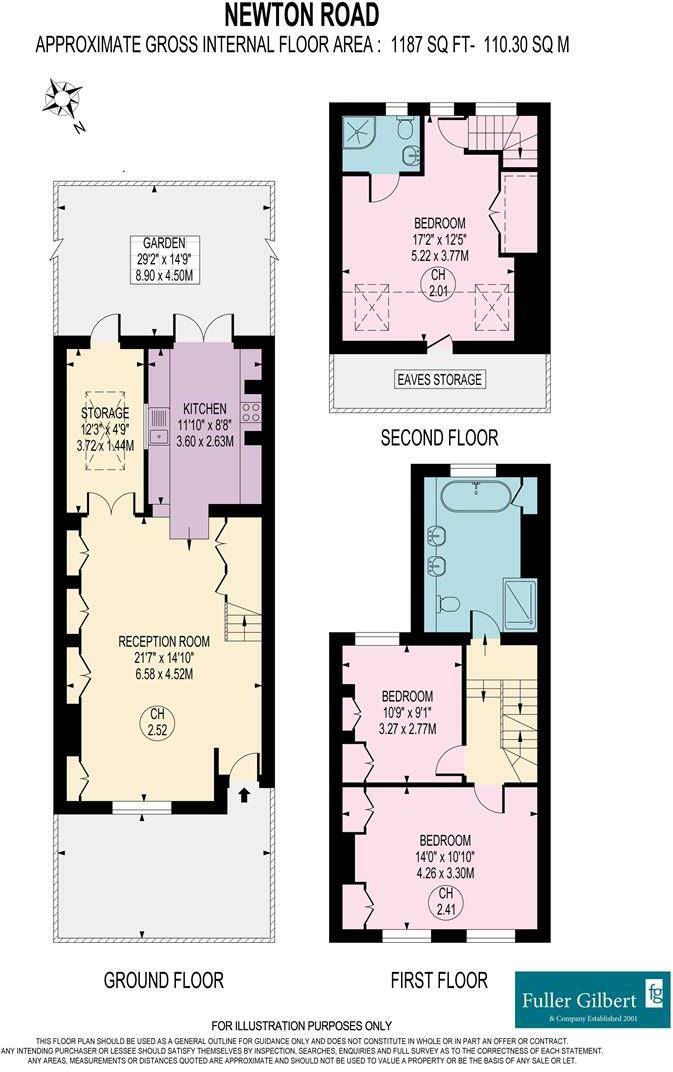 NEWTON ROAD
APPROXIMATE GROSS INTERNAL FLOOR AREA : 1187 SQ FT- 110.30 SQ M
N
GARDEN
29'2" x 14'9"
8.90 x 4.50M
STORAGE
12'3" x 4'9"
3.72 x 1.44M
KITCHEN
11'10" x 8'8"
3.60 x 2.63M
RECEPTION ROOM
21'7" x 14'10"
6.58 x 4.52M
CH
2.52
GROUND FLOOR
BEDROOM
17'2" x 12'5"
5.22 x 3.77M
CH
2.01
EAVES STORAGE
SECOND FLOOR
BEDROOM
10'9" x 9'1"
3.27 x 2.77M
BEDROOM
14'0" x 10'10"
4.26 x 3.30M
CH
2.41
FIRST FLOOR
fg
Fuller Gilbert
& Company Established 2001
FOR ILLUSTRATION PURPOSES ONLY
THIS FLOOR PLAN SHOULD BE USED AS A GENERAL OUTLINE FOR GUIDANCE ONLY AND DOES NOT CONSTITUTE IN WHOLE OR IN PART AN OFFER OR CONTRACT.
ANY INTENDING PURCHASER OR LESSEE SHOULD SATISFY THEMSELVES BY INSPECTION, SEARCHES, ENQUIRIES AND FULL SURVEY AS TO THE CORRECTNESS OF EACH STATEMENT.
ANY AREAS, MEASUREMENTS OR DISTANCES QUOTED ARE APPROXIMATE AND SHOULD NOT BE USED TO VALUE A PROPERTY OR BE THE BASIS OF ANY SALE OR LET.